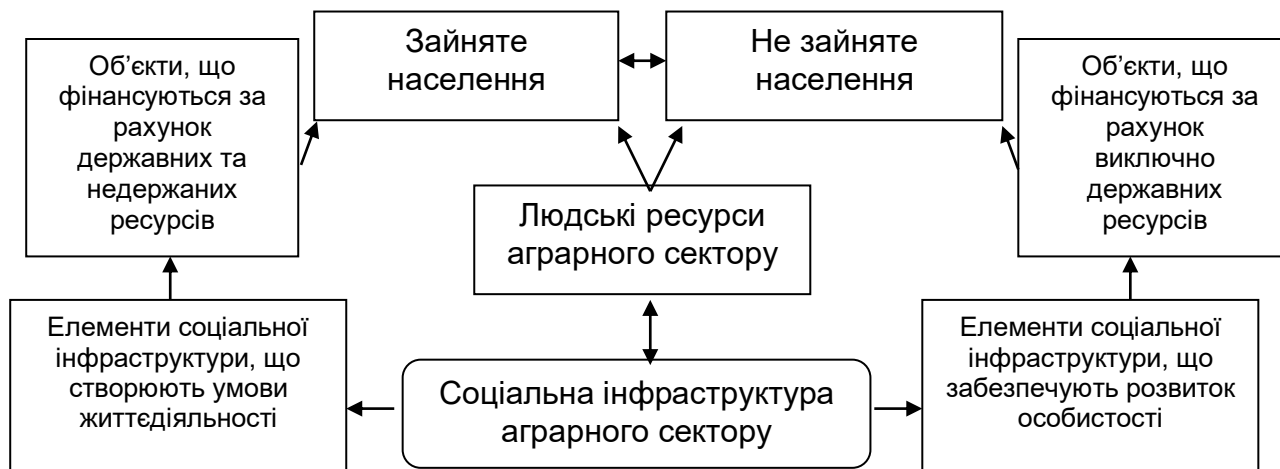 Зайняте
населення
Не зайняте
населення
Об’єкти, що
фінансуються за
рахунок
державних та
недержаних
ресурсів
Об’єкти, що
фінансуються за
рахунок
виключно
державних
ресурсів
Людські ресурси
аграрного сектору
Елементи соціальної
інфраструктури, що
створюють умови
життєдіяльності
Соціальна інфраструктура
аграрного сектору
Елементи соціальної
інфраструктури, що
забезпечують розвиток
особистості